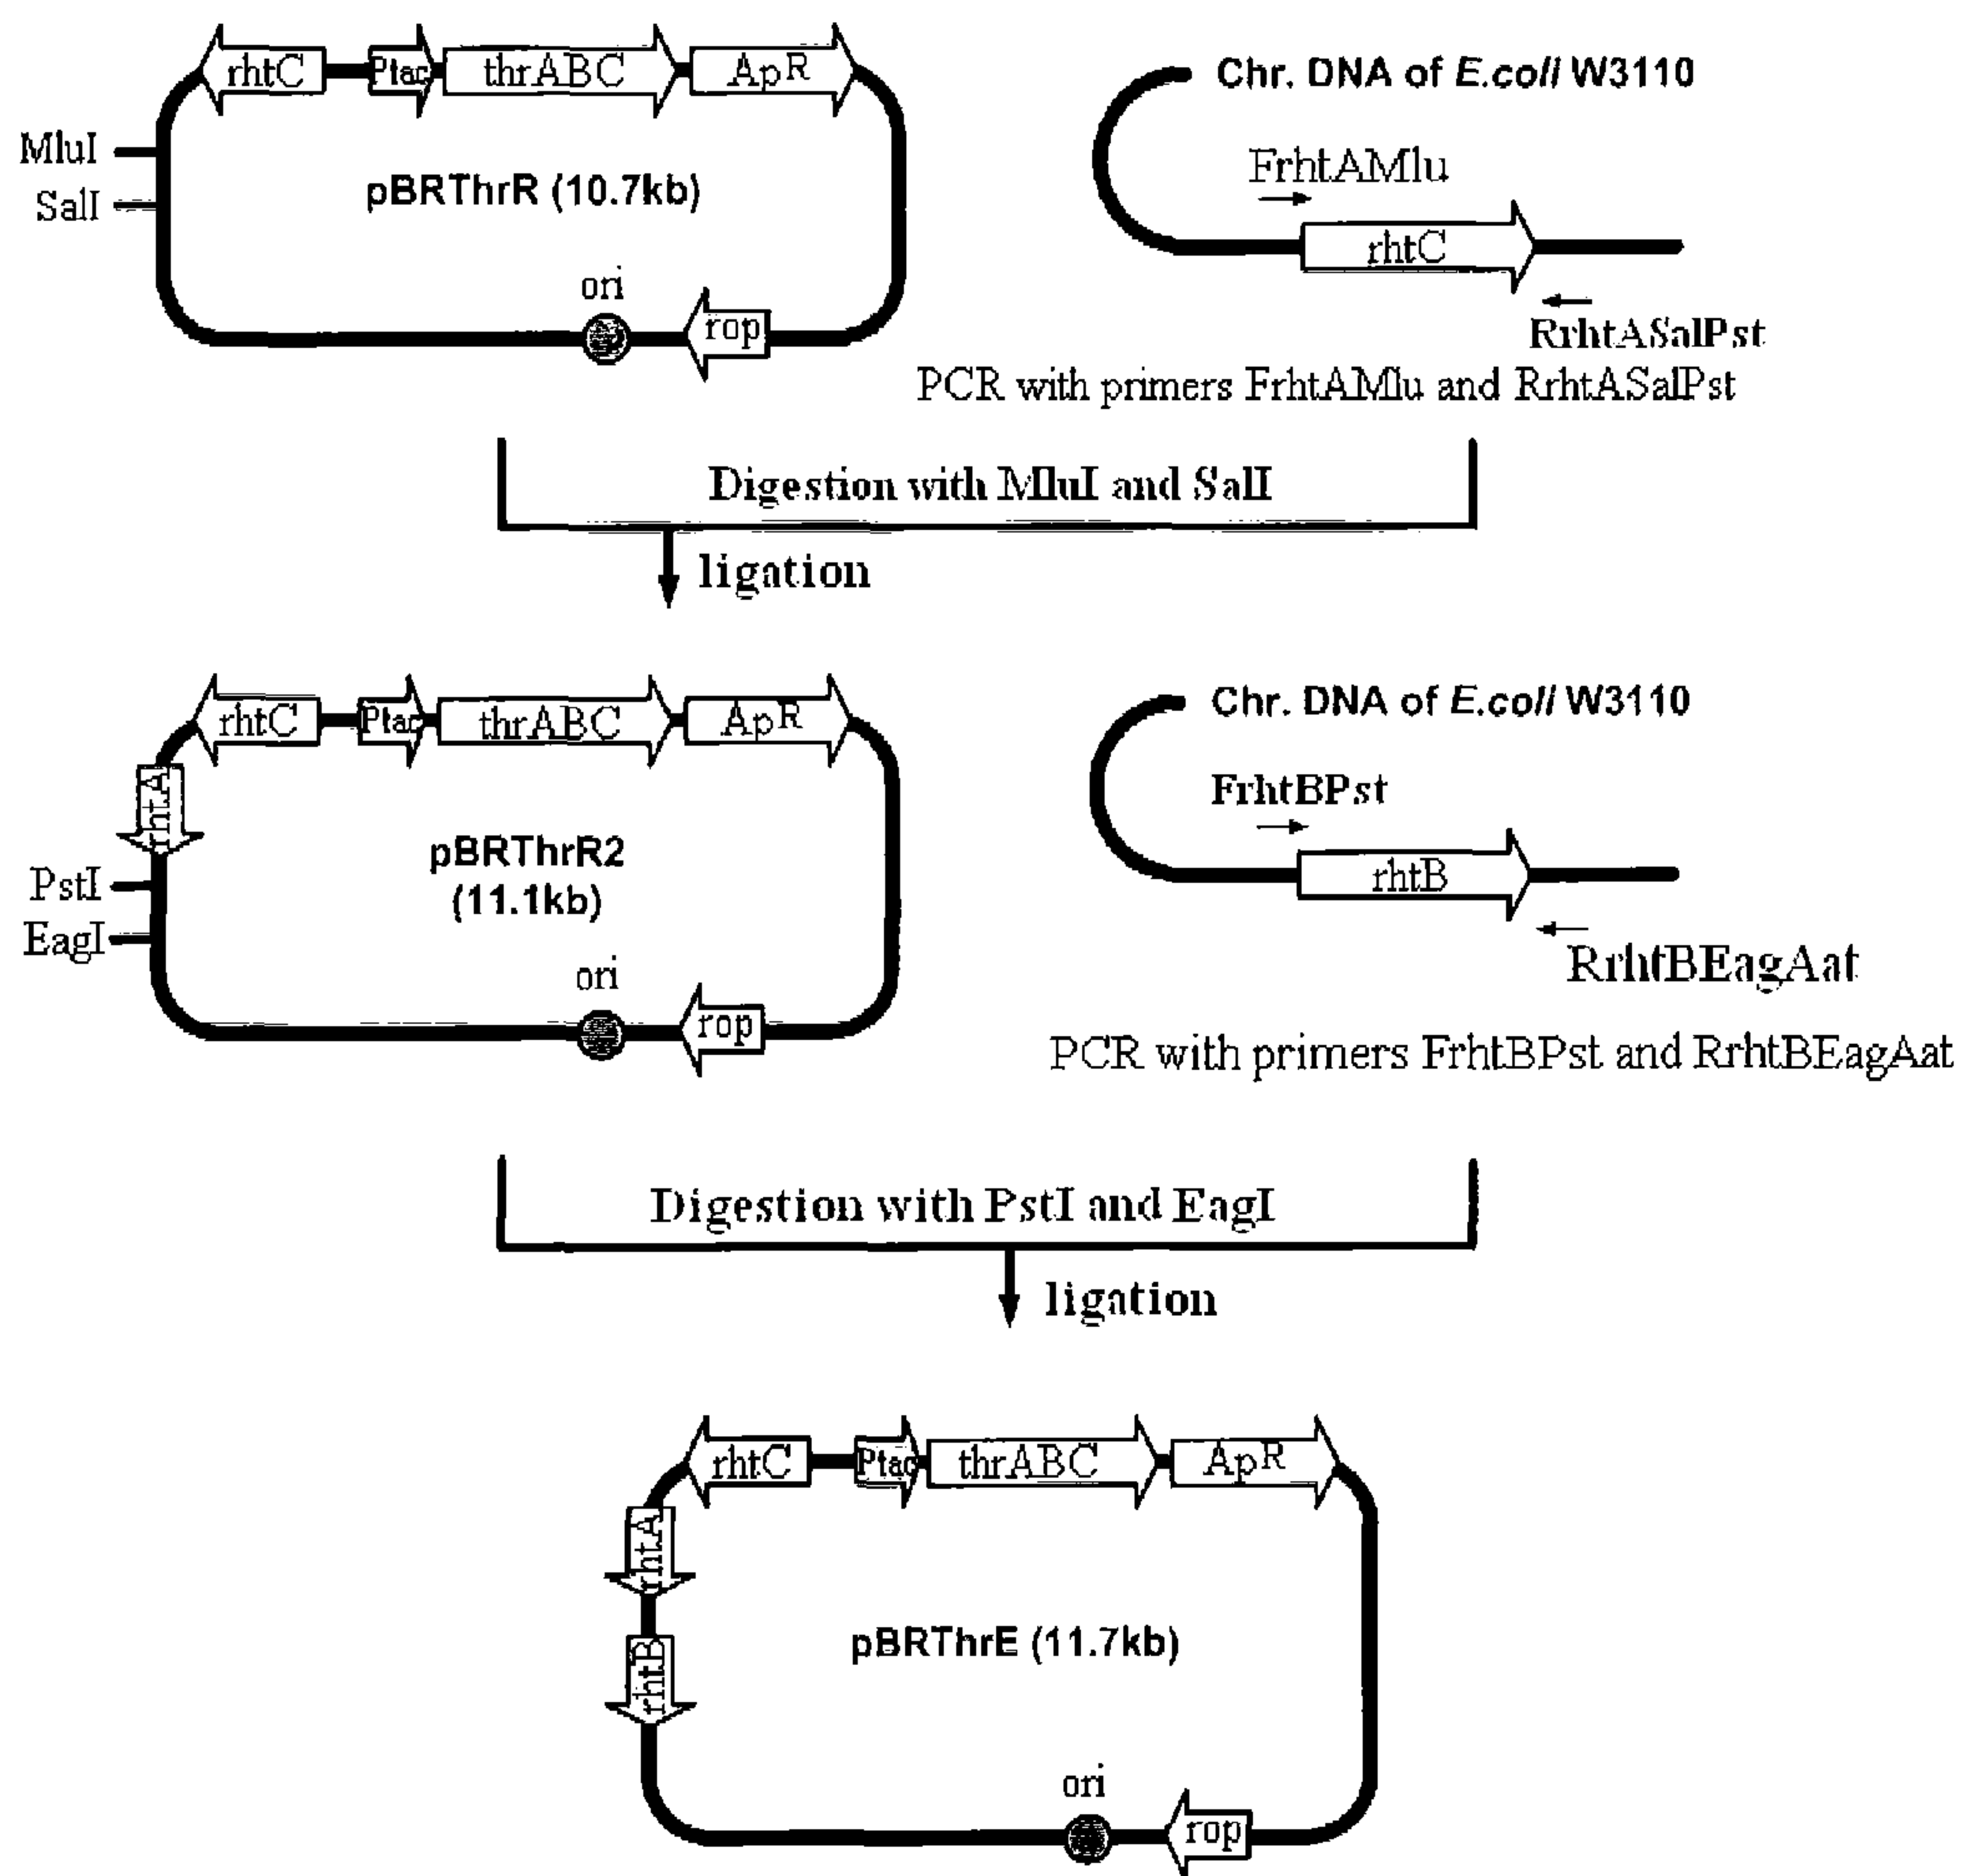 rhtC
Ptac
thrABC
ApR
Chr. DNA of E.coli W3110
MluI
FrhtAMlu
SalI
pBRThrR (10.7kb)
rhtC
ori
rop
RrhtASalPst
PCR with primers FrhtAMlu and RrhtASalPst
Digestion with MluI and SalI
ligation
rhtC
Ptac
thrABC
ApR
Chr. DNA of E.coli W3110
rhtA
FrhtBPst
pBRThrR2
(11.1kb)
PstI
rhtB
EagI
ori
RrhtBEagAat
rop
PCR with primers FrhtBPst and RrhtBEagAat
Digestion with PstI and EagI
ligation
rhtC
Ptac
thrABC
ApR
rhtA
pBRThrE (11.7kb)
rhtB
ori
rop